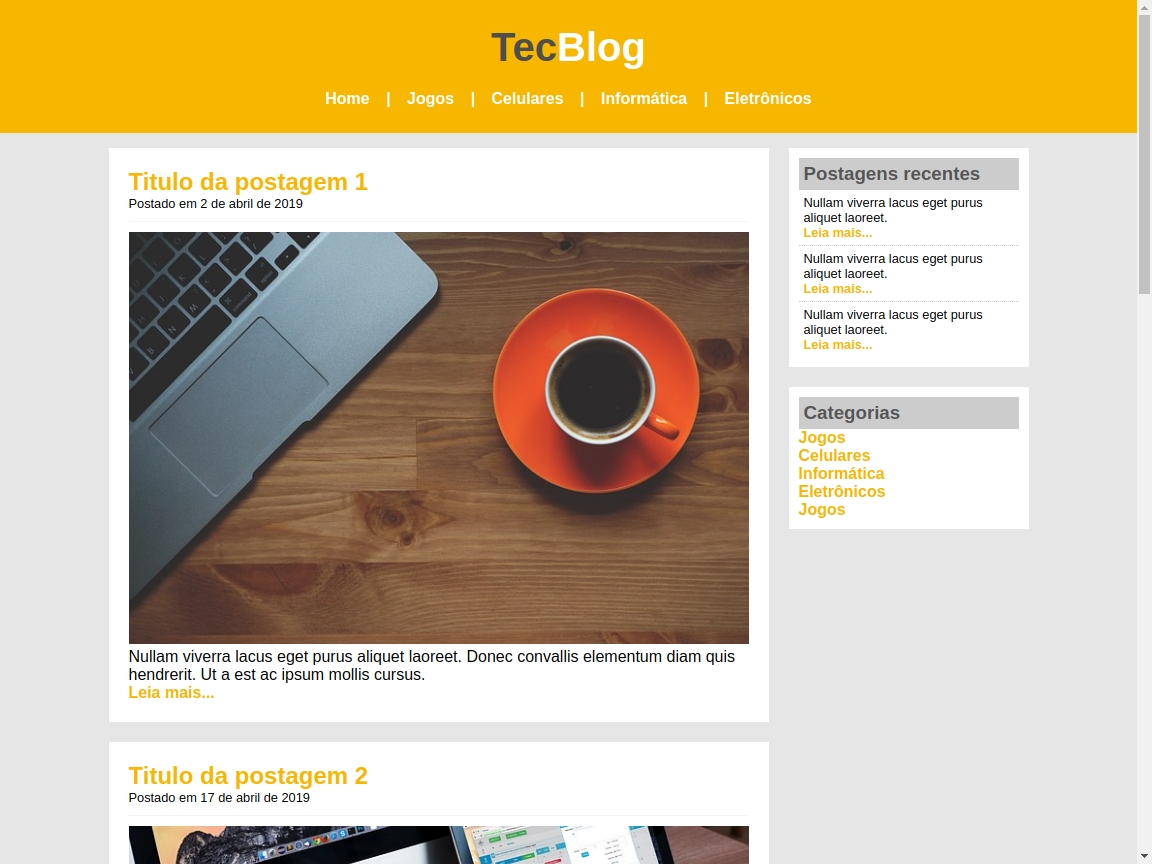 TecBlog
Home | Jogos | Celulares | Informática | Eletrônicos
Titulo da postagem 1
Postado em 2 de abril de 2019
Nullam viverra lacus eget purus aliquet laoreet. Donec convallis elementum diam quis
hendrerit. Ut a est ac ipsum mollis cursus.
Leia mais...
Titulo da postagem 2
Postado em 17 de abril de 2019
Postagens recentes
Nullam viverra lacus eget purus
aliquet laoreet.
Leia mais...
Nullam viverra lacus eget purus
aliquet laoreet.
Leia mais...
Nullam viverra lacus eget purus
aliquet laoreet.
Leia mais...
Categorias
Jogos
Celulares
Informática
Eletrônicos
Jogos